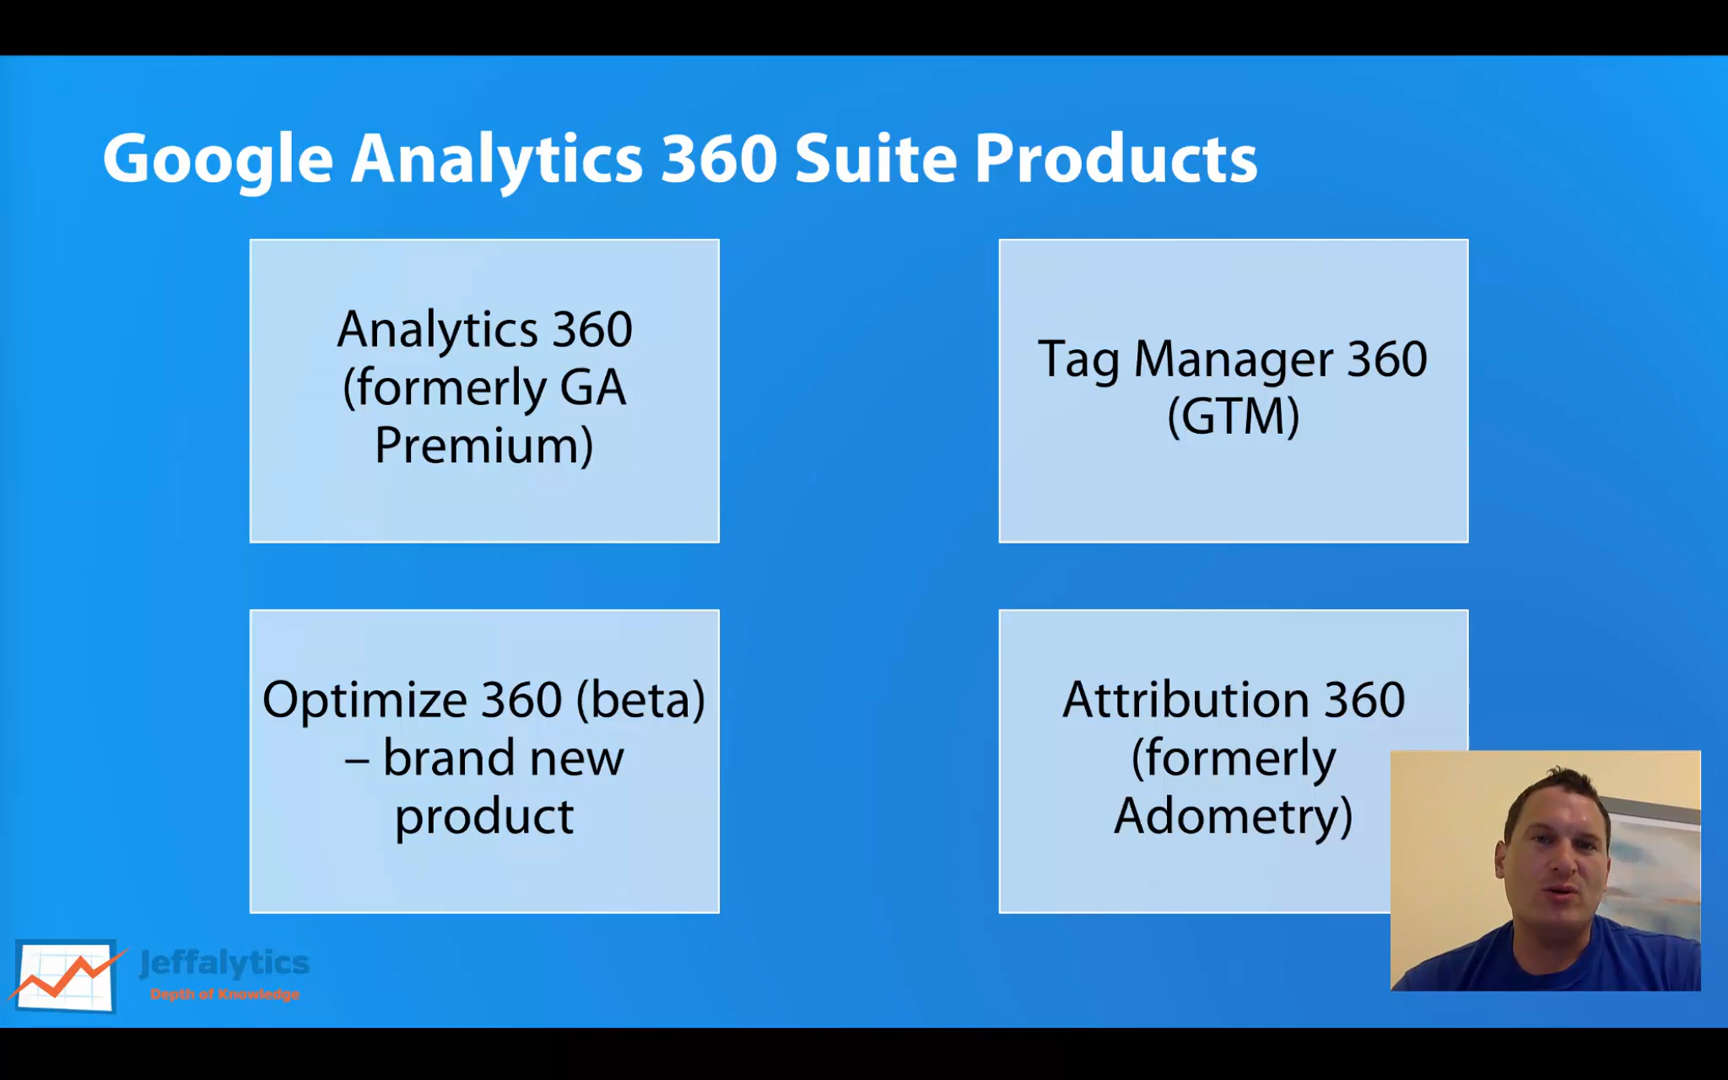 Google Analytics 360 Suite Products
Analytics 360
(formerly GA
Premium)
Tag Manager 360
(GTM)
Optimize 360 (beta)
– brand new
product
Attribution 360
(formerly
Adometry)
Jeffalytics
Depth of Knowledge